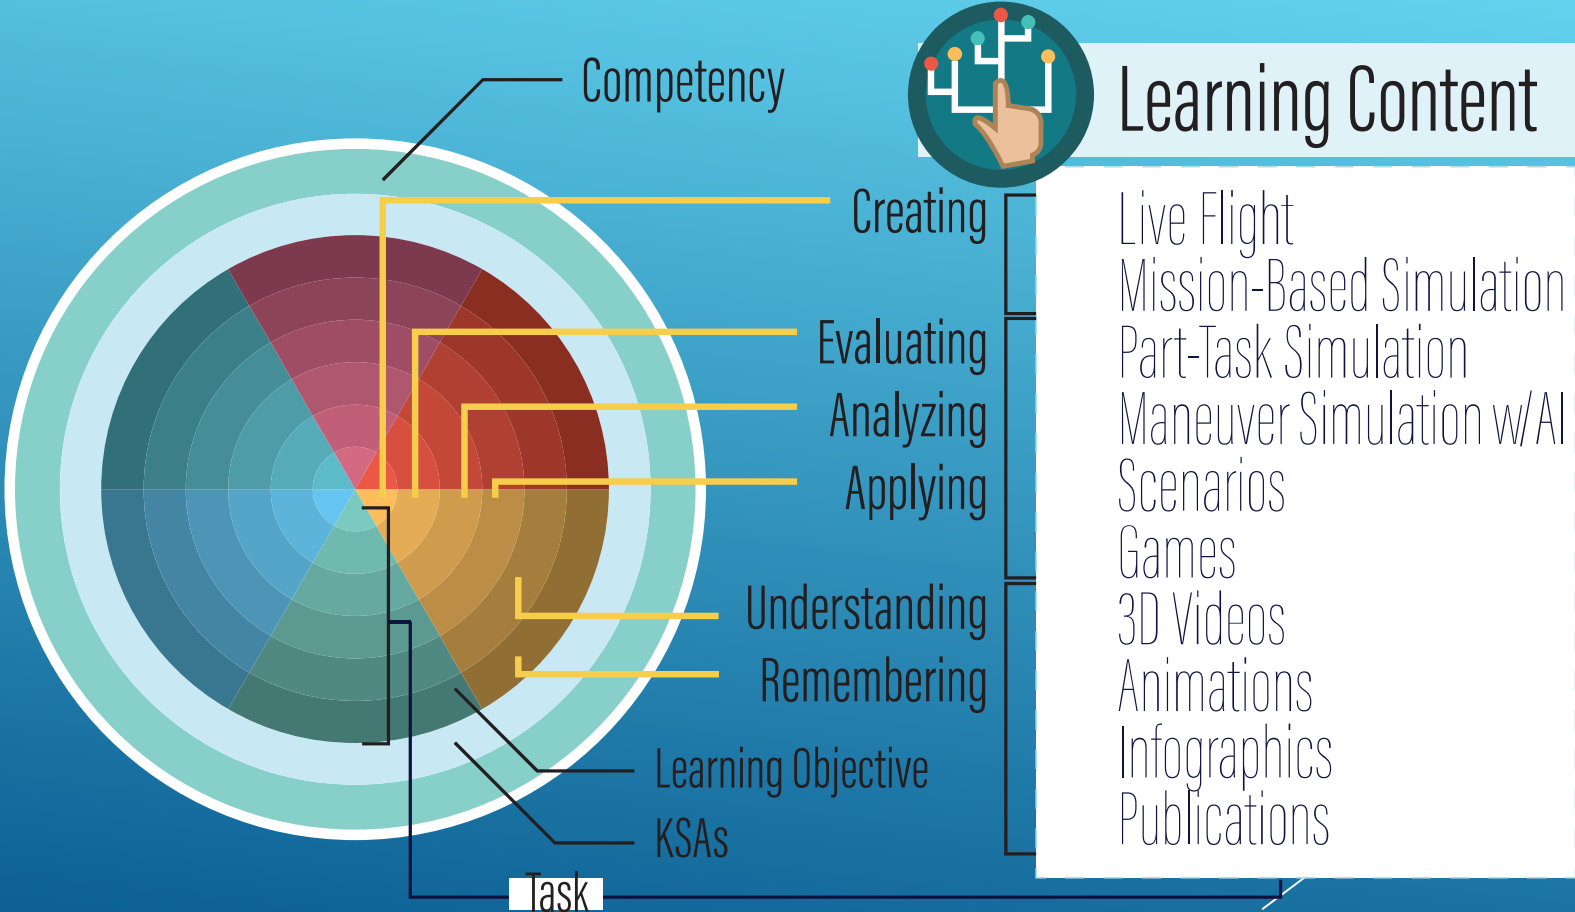 Competency
Learning Content
Creating
Evaluating
Analyzing
Applying
Understanding
Remembering
Learning Objective
KSAs
Task
Live Flight
Mission-Based Simulation
Part-Task Simulation
Maneuver Simulation w/AI
Scenarios
Games
3D Videos
Animations
Infographics
Publications